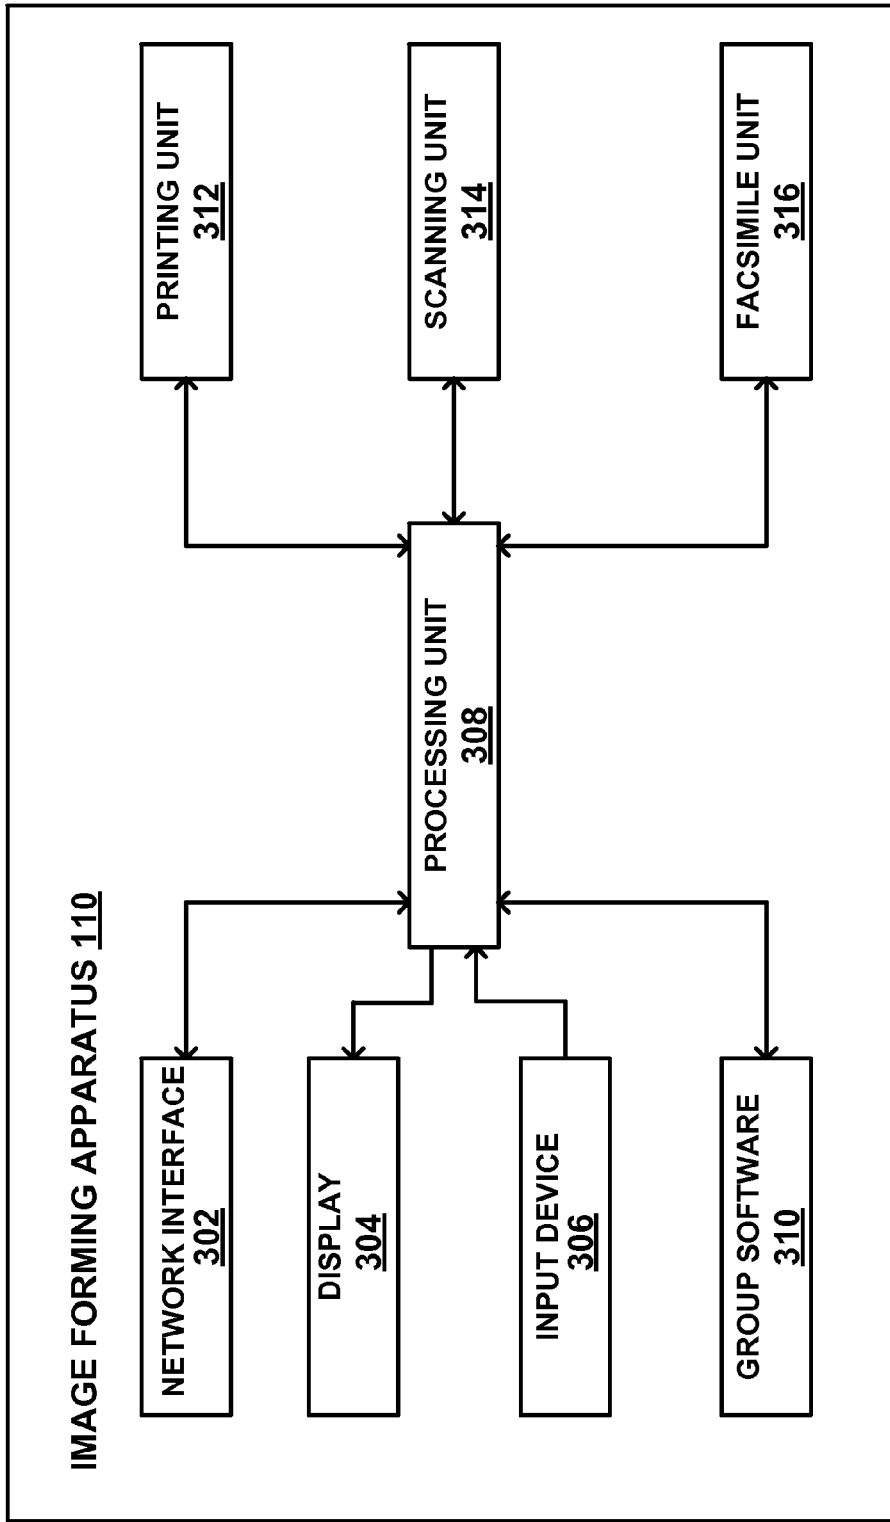 IMAGE FORMING APPARATUS 110
NETWORK INTERFACE
302
DISPLAY
304
INPUT DEVICE
306
GROUP SOFTWARE
310
PROCESSING UNIT
308
PRINTING UNIT
312
SCANNING UNIT
314
FACSIMILE UNIT
316